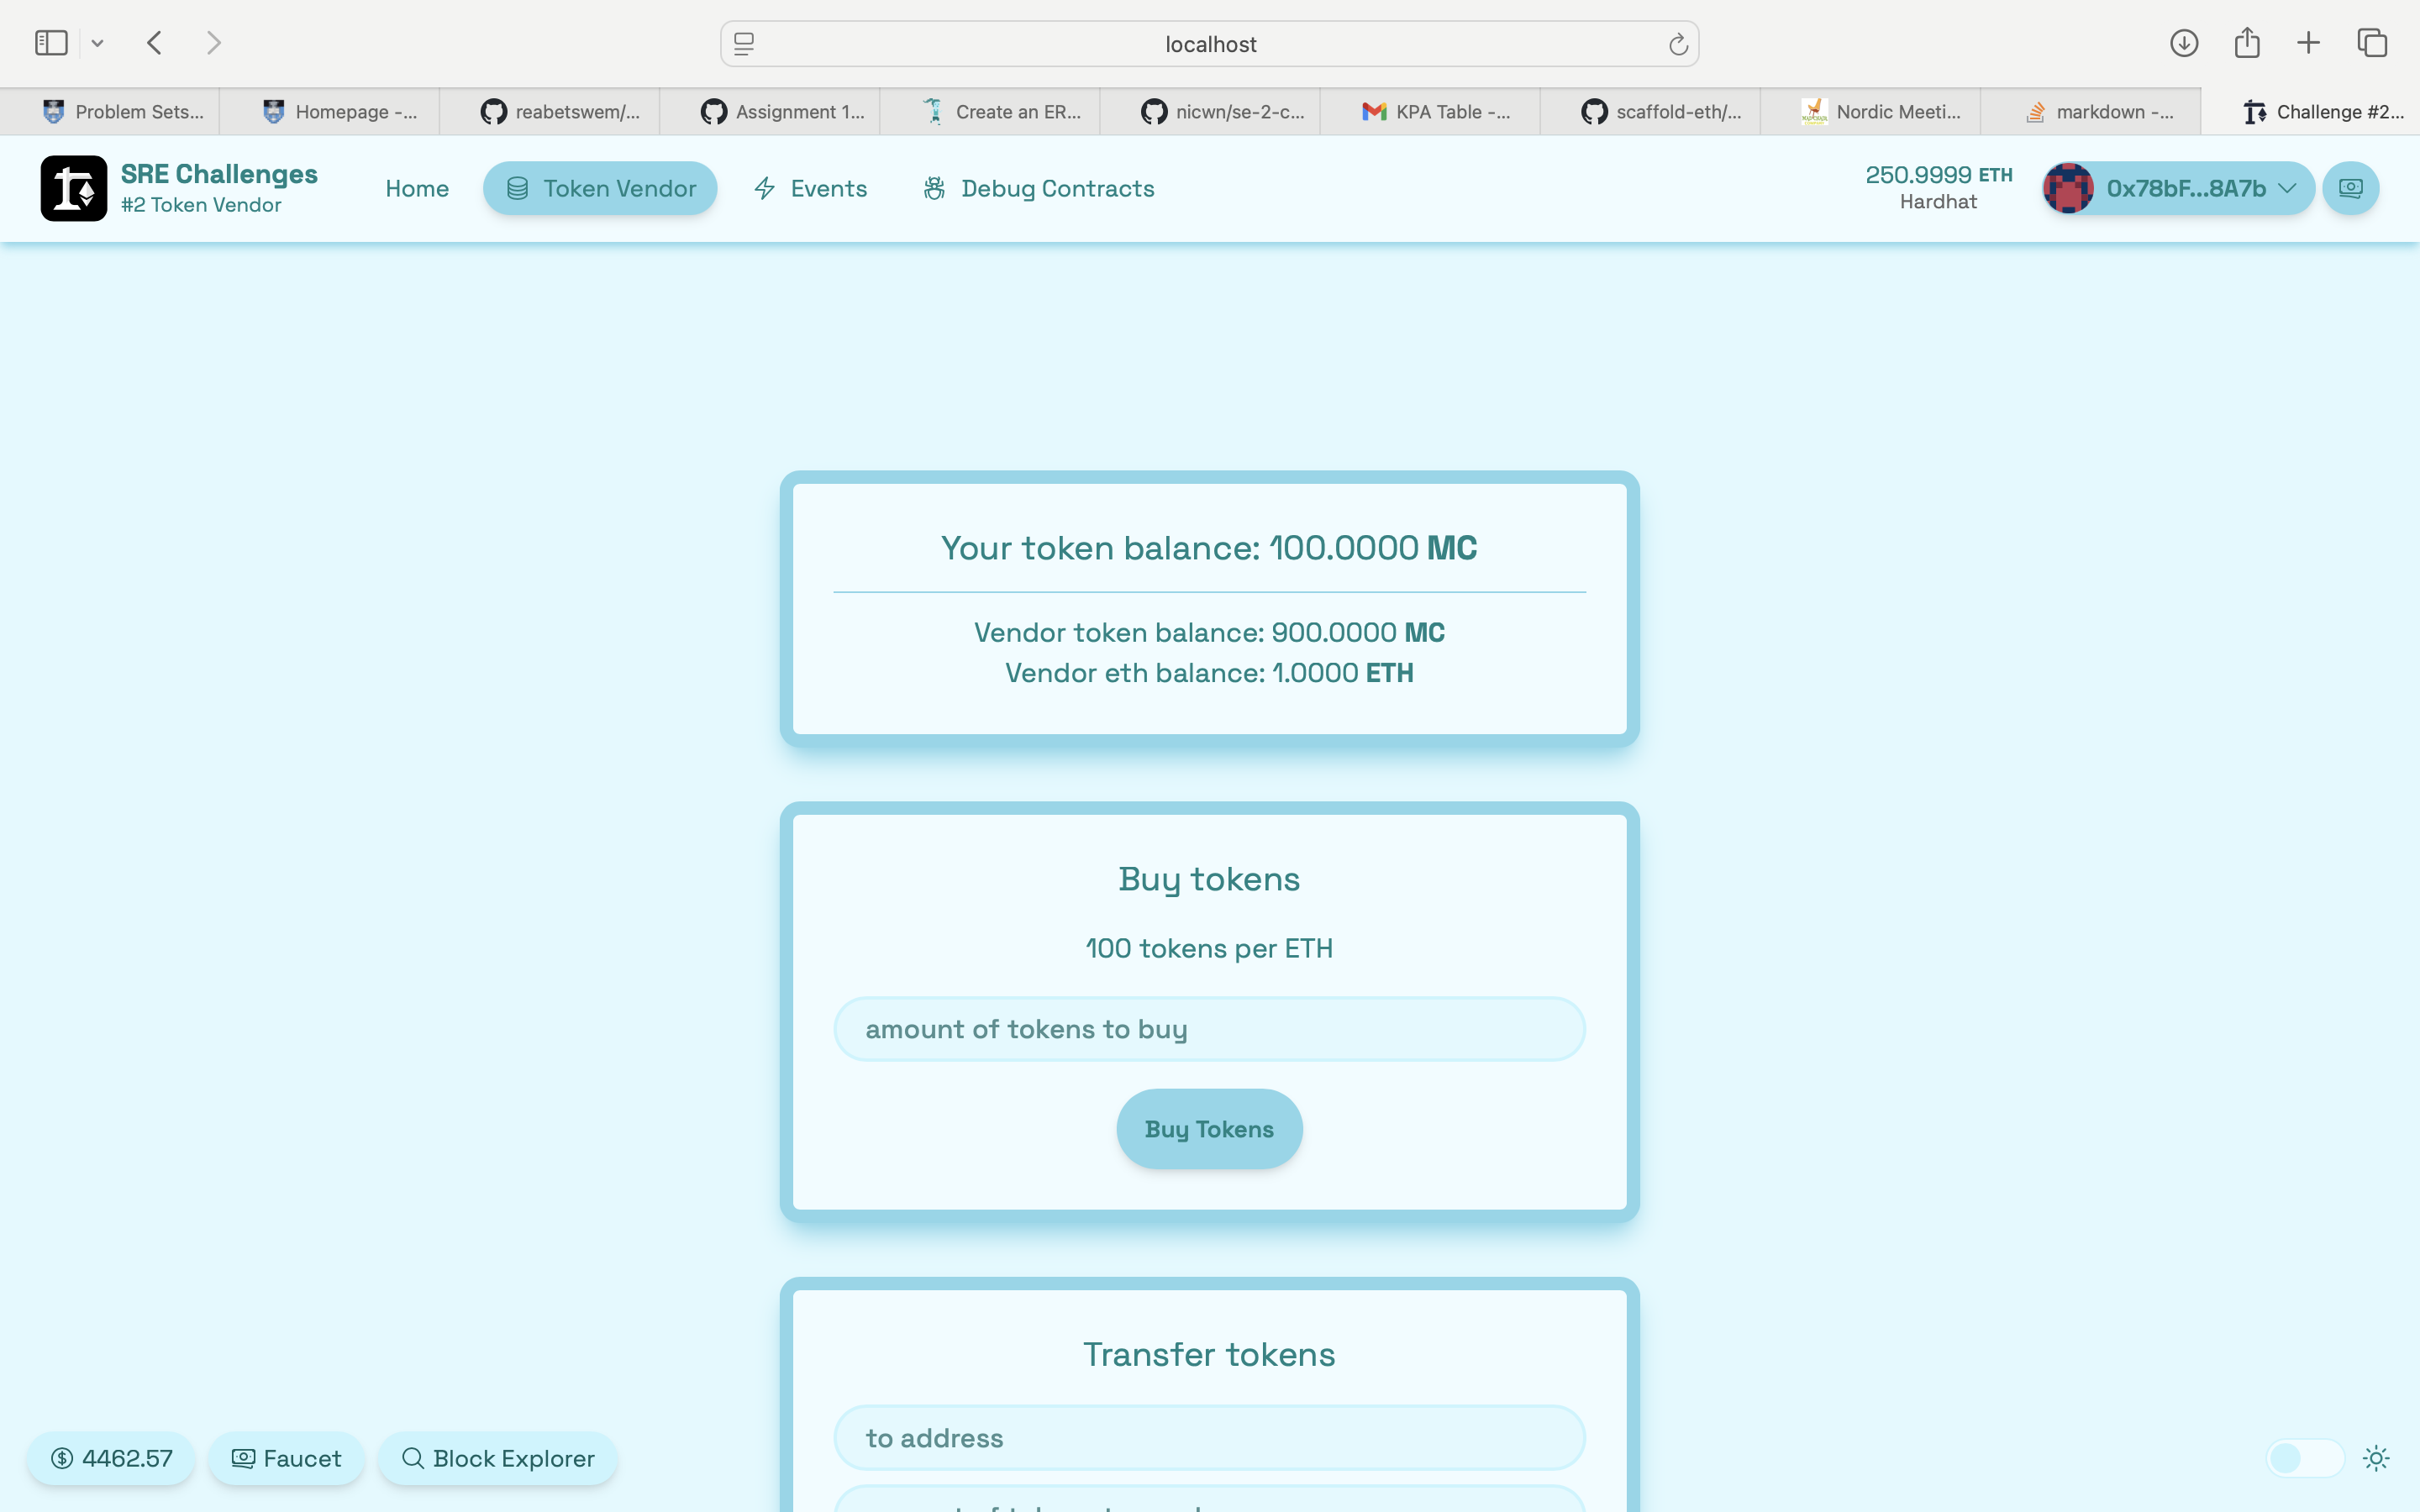 localhost
Problem Sets...
Homepage -...
reabetswem/...
Assignment 1...
Create an ER...
nicwn/se-2-c...
KPA Table -...
scaffold-eth/...
Nordic Meeti...
markdown -...
Challenge #2...
SRE Challenges
#2 Token Vendor
Home
Token Vendor
Events
Debug Contracts
250.9999 ETH
Hardhat
0x78bF...8A7b
Your token balance: 100.0000 MC
Vendor token balance: 900.0000 MC
Vendor eth balance: 1.0000 ETH
Buy tokens
100 tokens per ETH
amount of tokens to buy
Buy Tokens
Transfer tokens
to address
4462.57
Faucet
Block Explorer